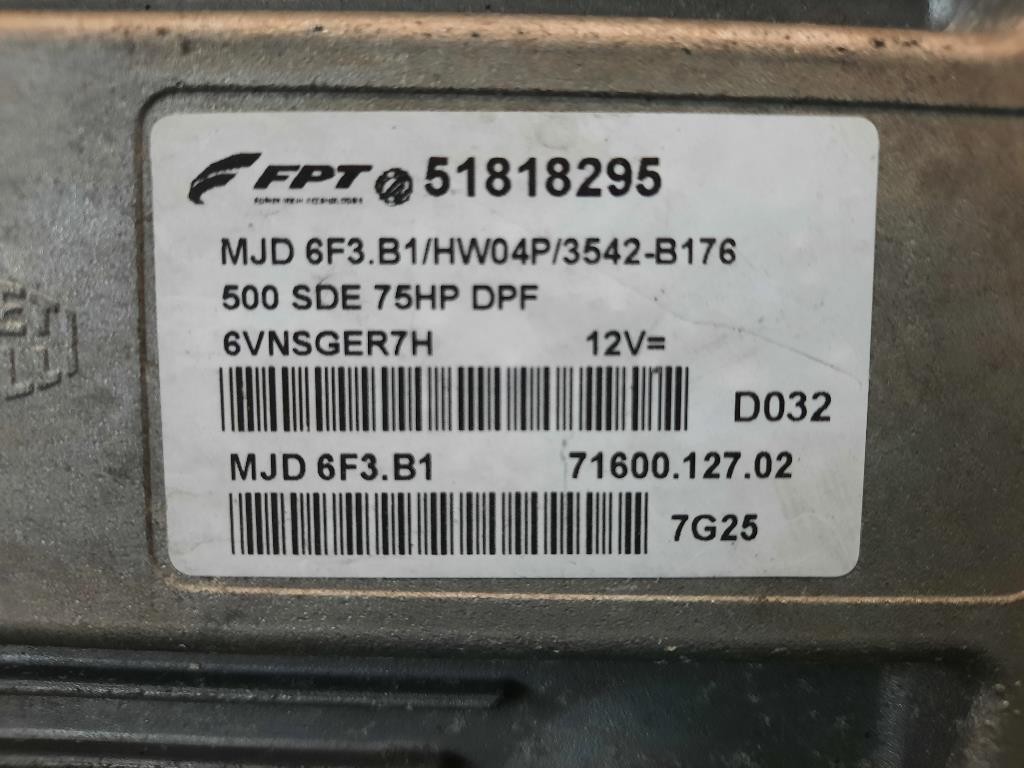 FPT 51818295
MJD 6F3.B1/HW04P/3542-B176
500 SDE 75HP DPF
6VNSGER7H 12V=
D032
MJD 6F3.B1 71600.127.02
7G25